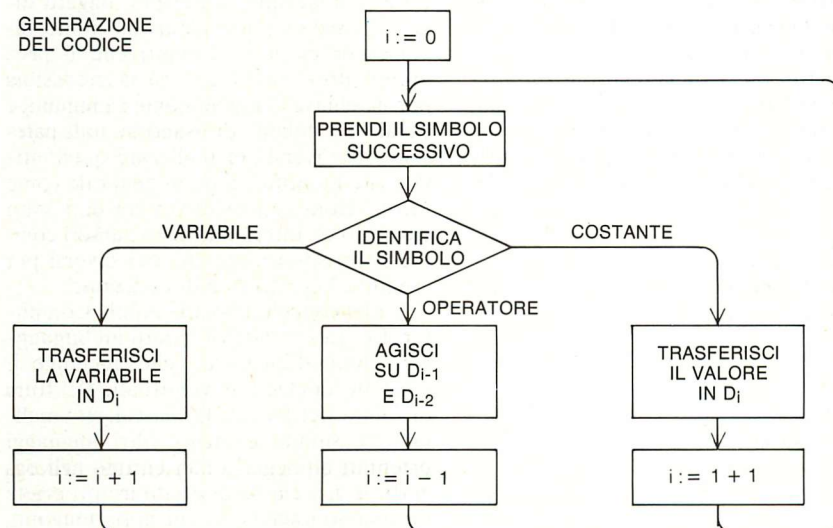 GENERAZIONE
DEL CODICE
i := 0
PRENDI IL SIMBOLO
SUCCESSIVO
VARIABILE
IDENTIFICA
IL SIMBOLO
COSTANTE
OPERATORE
TRASFERISCI
LA VARIABILE
IN Di
AGISCI
SU Di-1
E Di-2
TRASFERISCI
IL VALORE
IN Di
i := i + 1
i := i − 1
i := 1 + 1